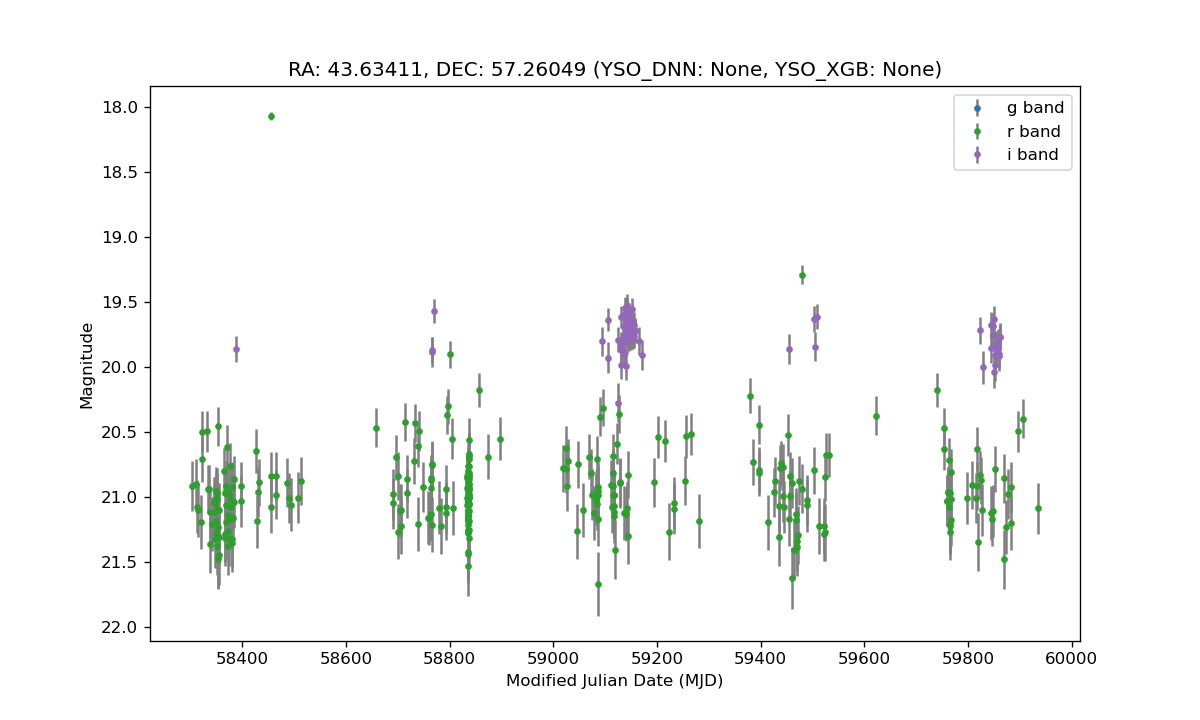 RA: 43.63411, DEC: 57.26049 (YSO_DNN: None, YSO_XGB: None)
g band
r band
i band
18.0
18.5
19.0
19.5
20.0
20.5
21.0
21.5
22.0
Magnitude
58400 58600 58800 59000 59200 59400 59600 59800 60000
Modified Julian Date (MJD)